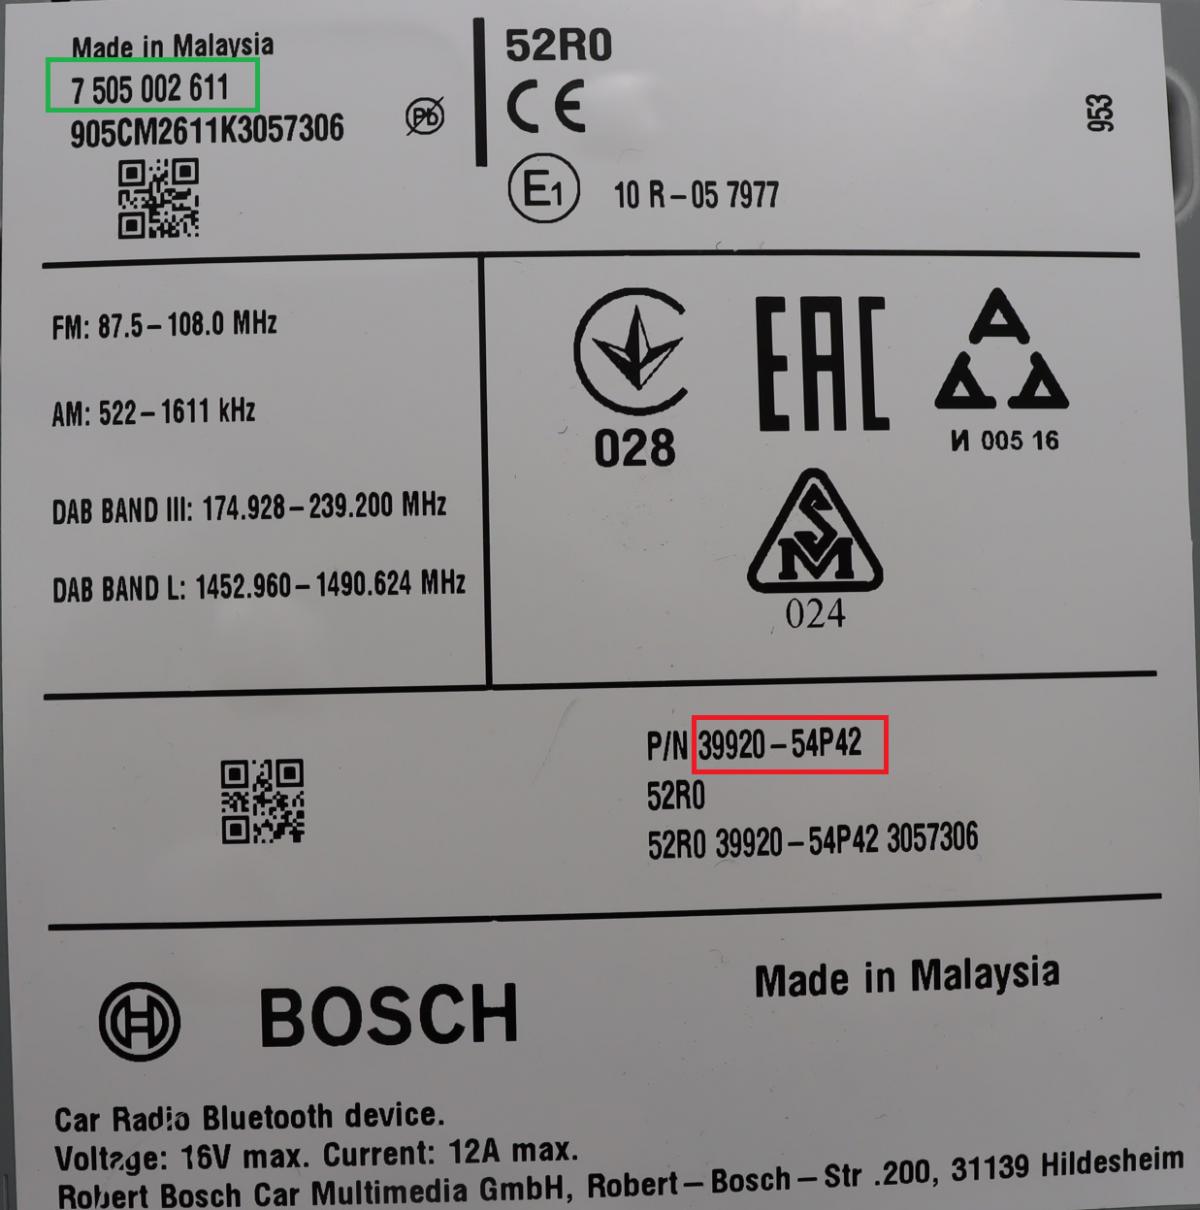 Made in Malaysia
7 505 002 611
905CM2611K3057306
Pb
52R0
CE
E1
10 R-05 7977
953
FM: 87.5-108.0 MHz
AM: 522-1611 kHz
DAB BAND III: 174.928-239.200 MHz
DAB BAND L: 1452.960-1490.624 MHz
028
EAC
AAA
И 005 16
SM
024
P/N 39920-54P42
52R0
52R0 39920-54P42 3057306
BOSCH
Made in Malaysia
Car Radio Bluetooth device.
Voltage: 16V max. Current: 12A max.
Robert Bosch Car Multimedia GmbH, Robert-Bosch-Str .200, 31139 Hildesheim